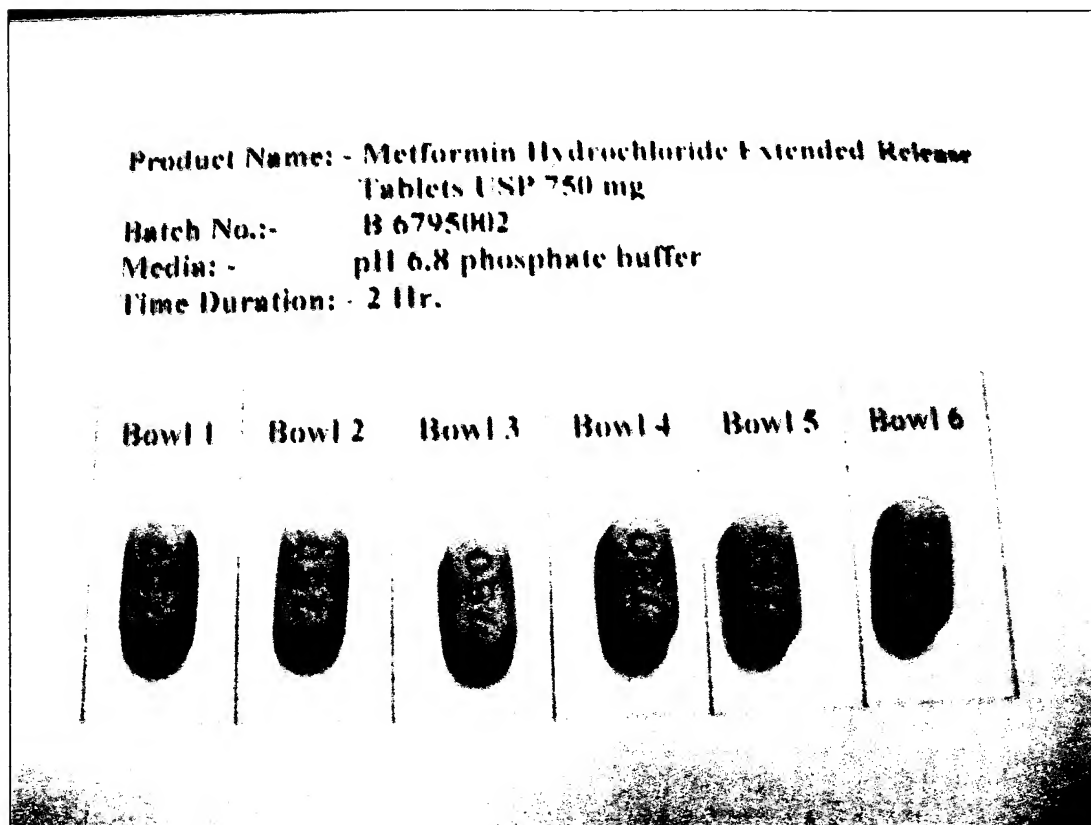 Product Name: - Metformin Hydrochloride Extended Release
Tablets USP 750 mg
Batch No.:- B 6795002
Media: - pH 6.8 phosphate buffer
Time Duration: - 2 Hr.
Bowl 1 Bowl 2 Bowl 3 Bowl 4 Bowl 5 Bowl 6